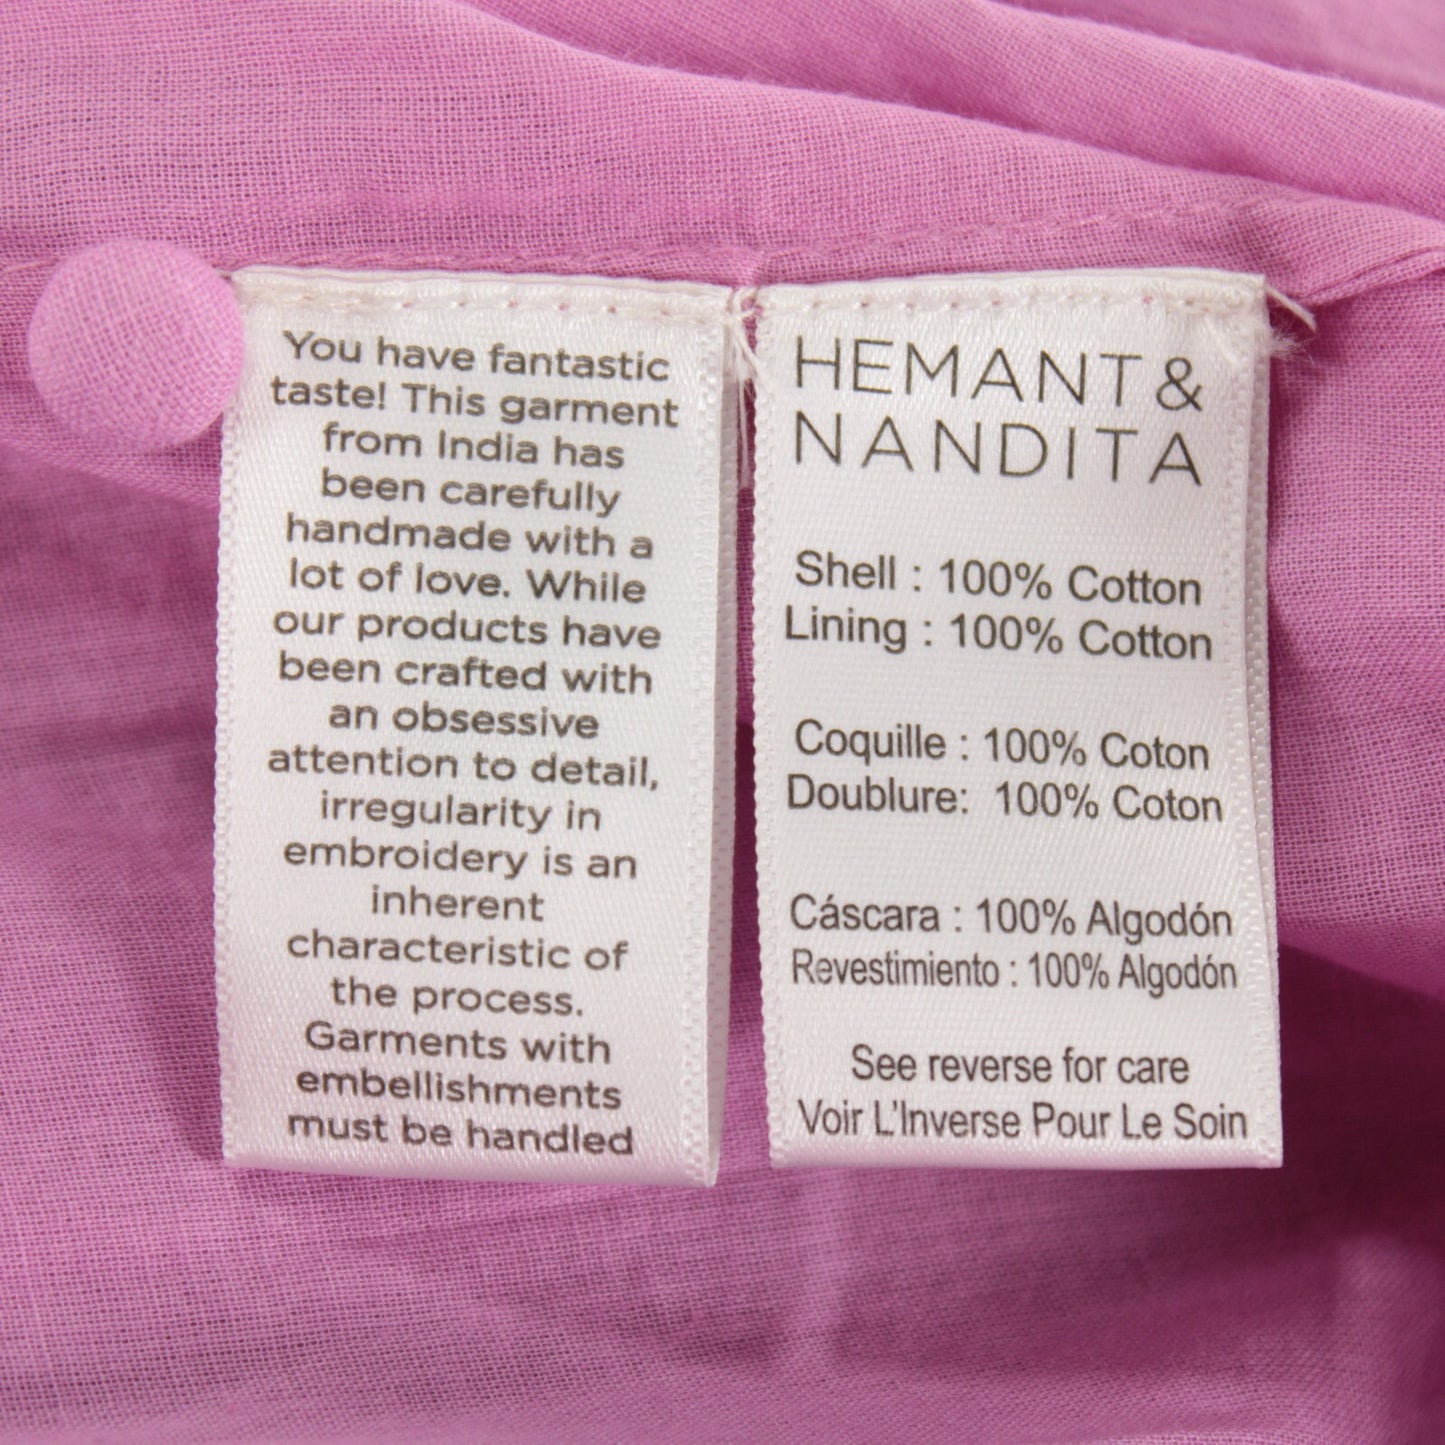 You have fantastic
taste! This garment
from India has
been carefully
handmade with a
lot of love. While
our products have
been crafted with
an obsessive
attention to detail,
irregularity in
embroidery is an
inherent
characteristic of
the process.
Garments with
embellishments
must be handled
HEMANT &
NANDITA
Shell : 100% Cotton
Lining : 100% Cotton
Coquille : 100% Coton
Doublure: 100% Coton
Cáscara : 100% Algodón
Revestimiento : 100% Algodón
See reverse for care
Voir L'Inverse Pour Le Soin